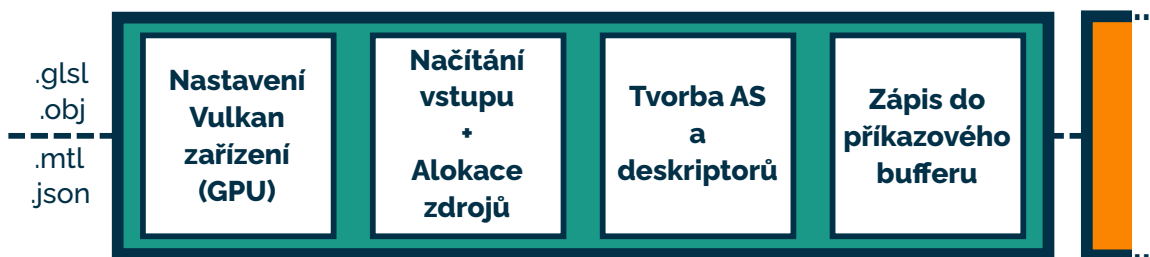 .glsl
.obj
.mtl
.json
Nastavení
Vulkan
zařízení
(GPU)
Načítání
vstupu
+
Alokace
zdrojů
Tvorba AS
a
deskriptorů
Zápis do
příkazového
bufferu